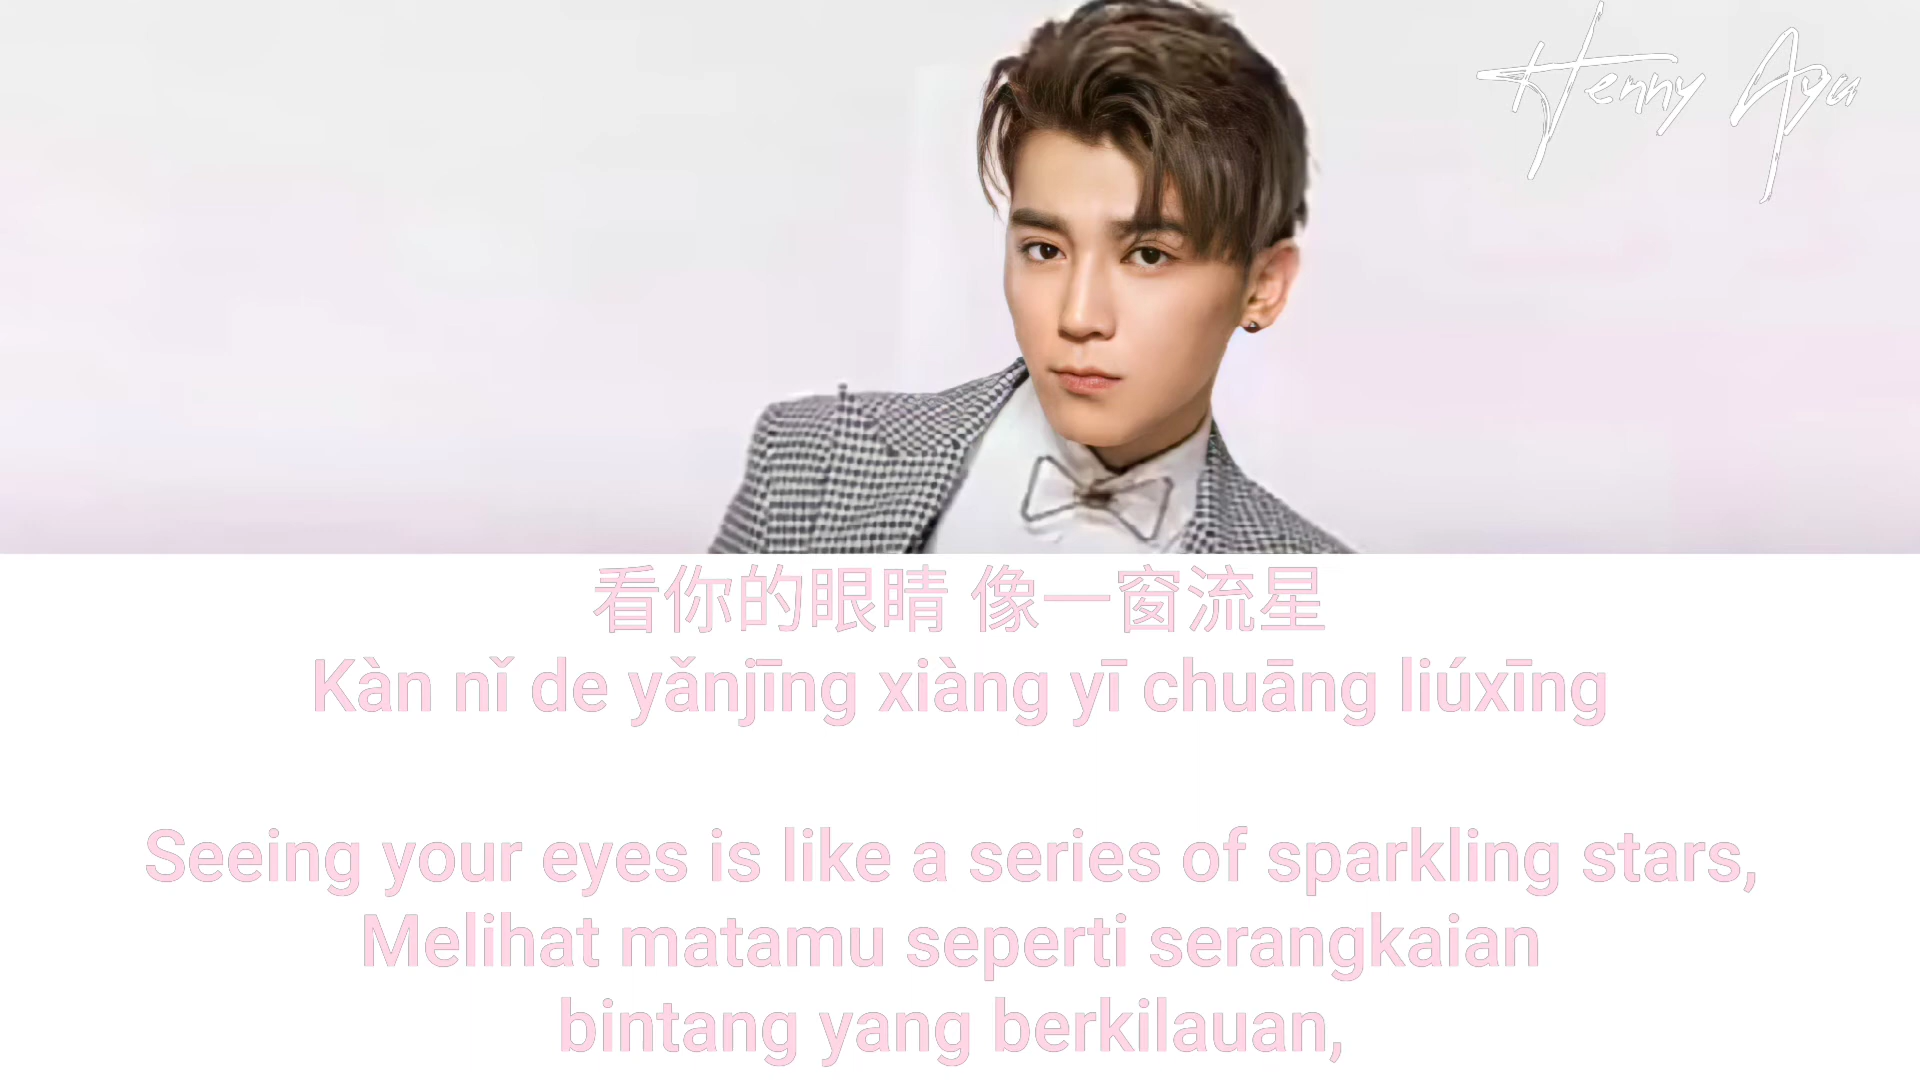 Henny Ayu
看你的眼睛 像一窗流星
Kàn nǐ de yǎnjīng xiàng yī chuāng liúxīng
Seeing your eyes is like a series of sparkling stars,
Melihat matamu seperti serangkaian
bintang yang berkilauan,